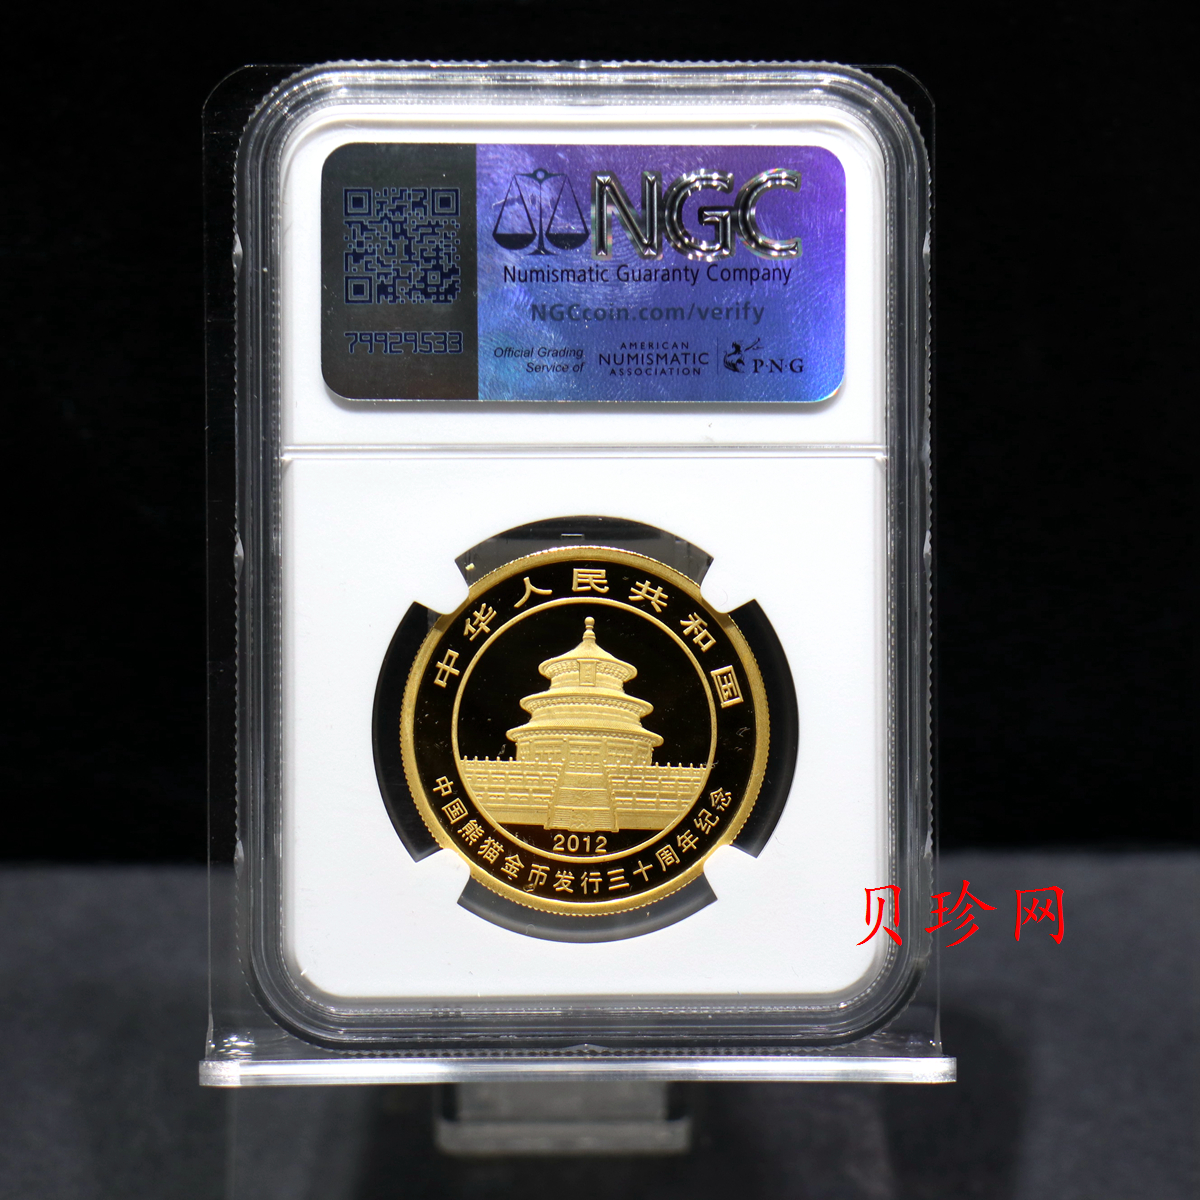 NGC
Numismatic Guaranty Company
NGCcoin.com/verify
79929533
Official Grading
Service of
AMERICAN
NUMISMATIC
ASSOCIATION
P·N·G
中华人民共和国
2012
中国熊猫金币发行三十周年纪念
贝珍网